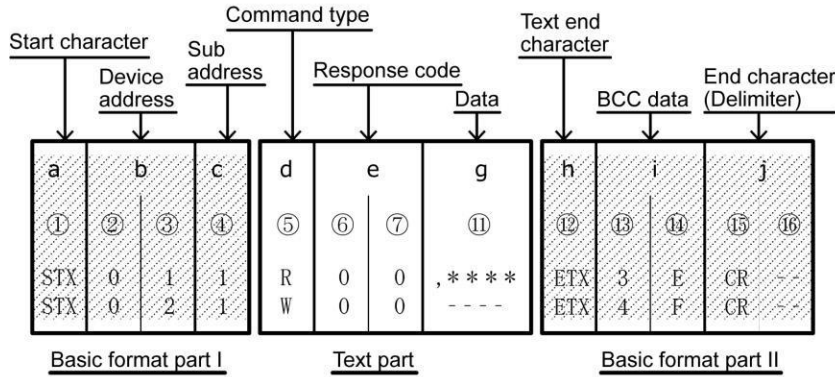 Command type
Text end
character
Start character
Sub
address
Device
address
Response code
End character
(Delimiter)
BCC data
Data
a b c d e g h i j
① ② ③ ④ ⑤ ⑥ ⑦ ⑪ ⑫ ⑬ ⑭ ⑮ ⑯
STX 0 1 1 R 0 0 ,**** ETX 3 E CR --
STX 0 2 1 W 0 0 ---- ETX 4 F CR --
Basic format part I Text part Basic format part II